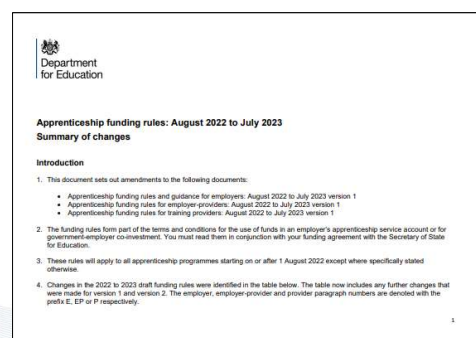 Department
for Education
Apprenticeship funding rules: August 2022 to July 2023
Summary of changes
Introduction
1. This document sets out amendments to the following documents:
• Apprenticeship funding rules and guidance for employers: August 2022 to July 2023 version 1
• Apprenticeship funding rules for employer-providers: August 2022 to July 2023 version 1
• Apprenticeship funding rules for training providers: August 2022 to July 2023 version 1
2. The funding rules form part of the terms and conditions for the use of funds in an employer's apprenticeship service account or for
government-employer co-investment. You must read them in conjunction with your funding agreement with the Secretary of State
for Education.
3. These rules will apply to all apprenticeship programmes starting on or after 1 August 2022 except where specifically stated
otherwise.
4. Changes in the 2022 to 2023 draft funding rules were identified in the table below. The table now includes any further changes that
were made for version 1 and version 2. The employer, employer-provider and provider paragraph numbers are denoted with the
prefix E, EP or P respectively.
1